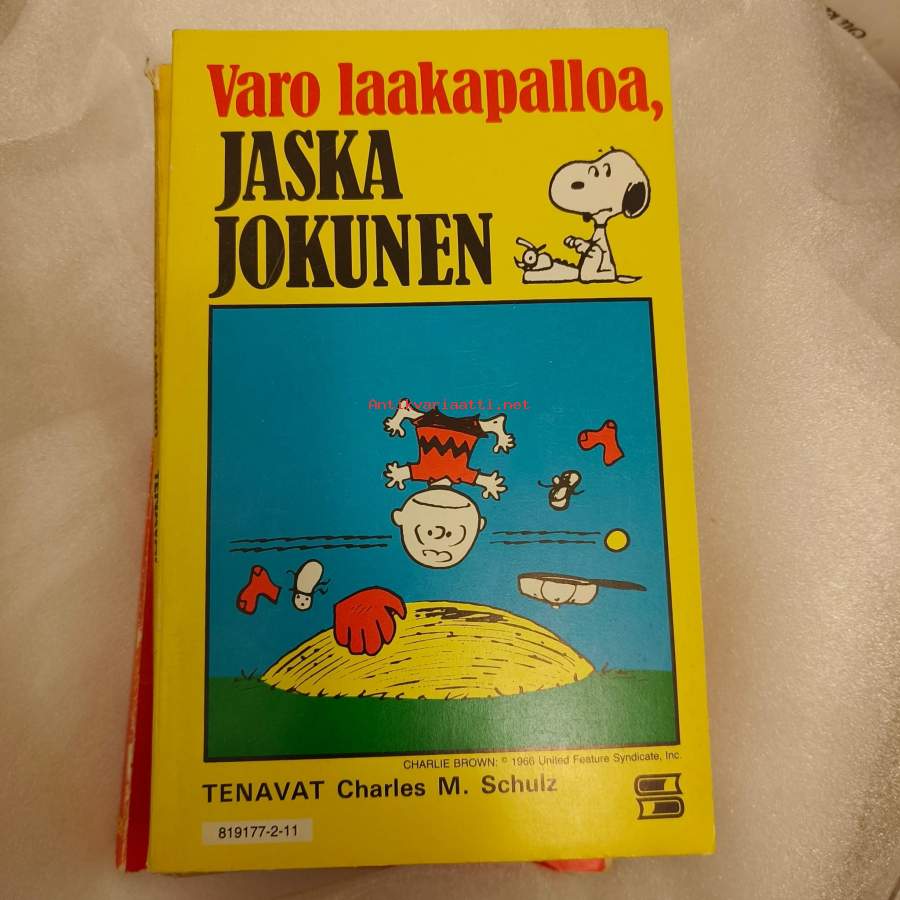 Varo laakapalloa,
JASKA
JOKUNEN
Antikvariaatti.net
CHARLIE BROWN: © 1966 United Feature Syndicate, Inc.
TENAVAT Charles M. Schulz
819177-2-11